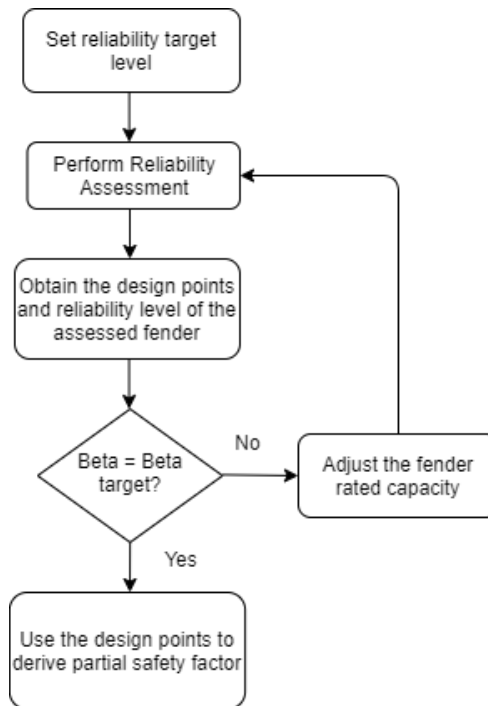 Set reliability target
level
Perform Reliability
Assessment
Obtain the design points
and reliability level of the
assessed fender
Beta = Beta
target?
No
Adjust the fender
rated capacity
Yes
Use the design points to
derive partial safety factor